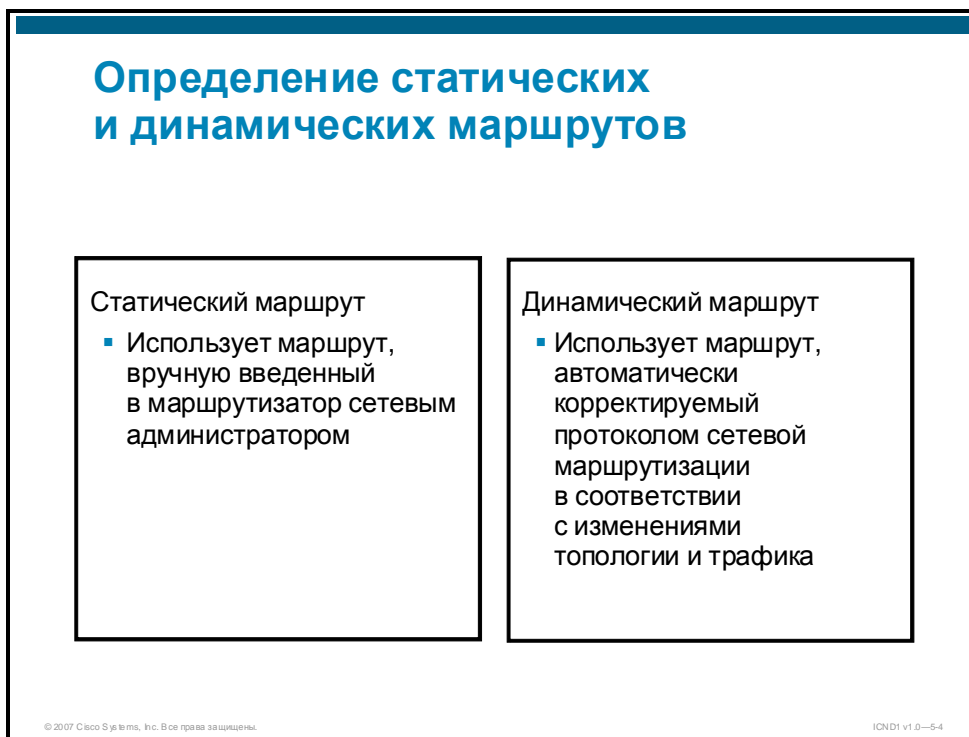 Определение статических
и динамических маршрутов
Статический маршрут
▪ Использует маршрут,
вручную введенный
в маршрутизатор сетевым
администратором
Динамический маршрут
▪ Использует маршрут,
автоматически
корректируемый
протоколом сетевой
маршрутизации
в соответствии
с изменениями
топологии и трафика
© 2007 Cisco Systems, Inc. Все права защищены.
ICND1 v1.0—5-4